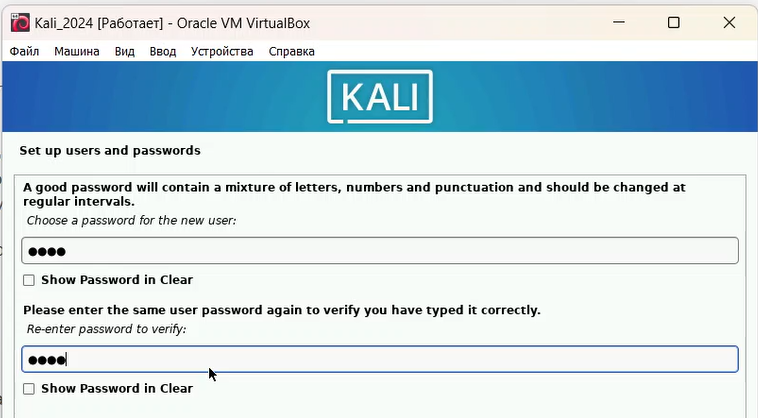 Kali_2024 [Работает] - Oracle VM VirtualBox
Файл Машина Вид Ввод Устройства Справка
KALI
Set up users and passwords
A good password will contain a mixture of letters, numbers and punctuation and should be changed at
regular intervals.
Choose a password for the new user:
●●●●
Show Password in Clear
Please enter the same user password again to verify you have typed it correctly.
Re-enter password to verify:
●●●●
Show Password in Clear